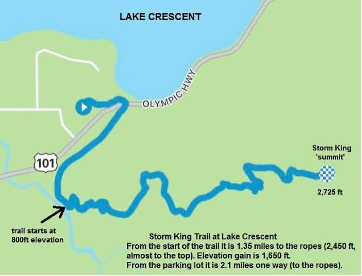 LAKE CRESCENT
OLYMPIC HWY
101
Storm King
'summit'
2,725 ft
trail starts at
800ft elevation
Storm King Trail at Lake Crescent
From the start of the trail it is 1.35 miles to the ropes (2,450 ft,
almost to the top). Elevation gain is 1,650 ft.
From the parking lot it is 2.1 miles one way (to the ropes).